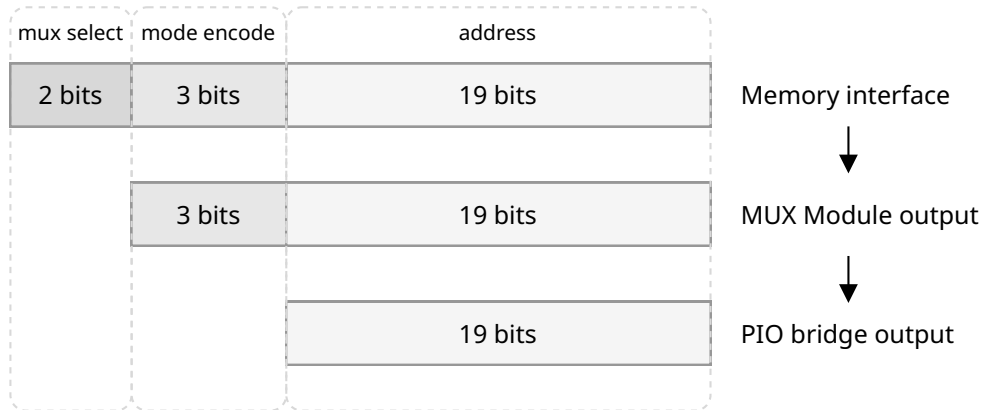 mux select mode encode address
2 bits 3 bits 19 bits Memory interface
3 bits 19 bits MUX Module output
19 bits PIO bridge output